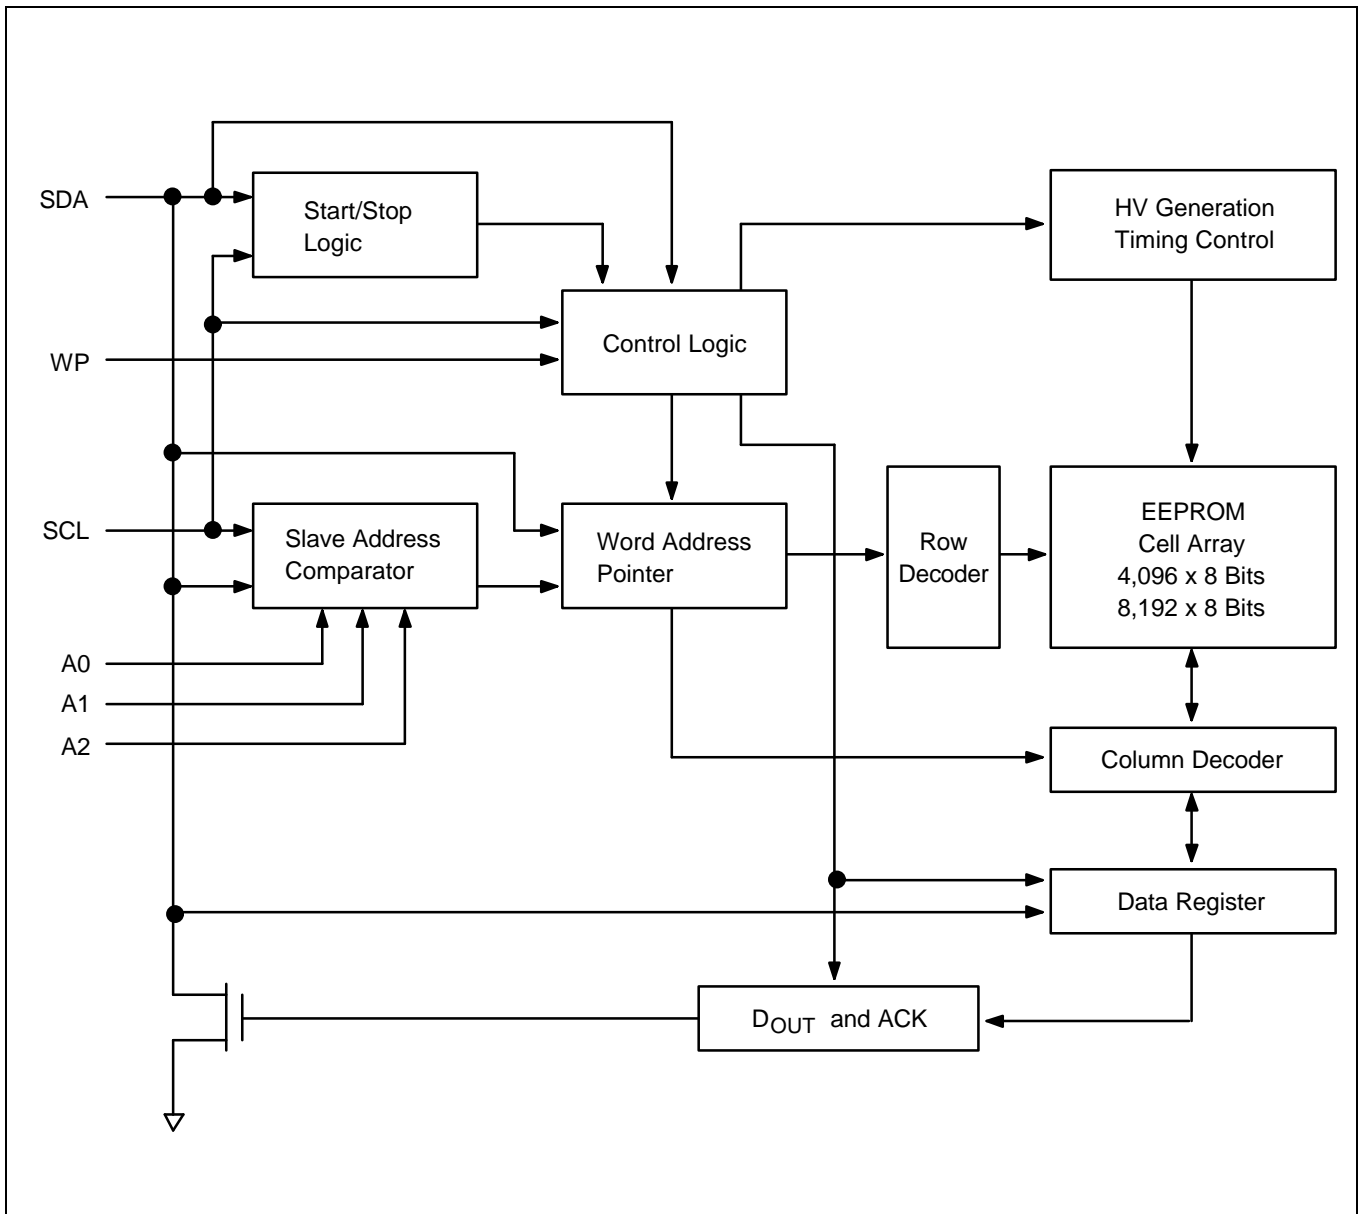 SDA
Start/Stop
Logic
HV Generation
Timing Control
WP
Control Logic
SCL
Slave Address
Comparator
Word Address
Pointer
Row
Decoder
EEPROM
Cell Array
4,096 x 8 Bits
8,192 x 8 Bits
A0
A1
A2
Column Decoder
Data Register
DOUT and ACK